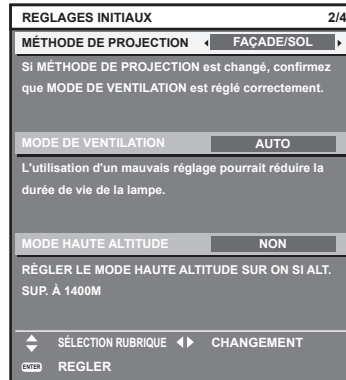 REGLAGES INITIAUX 2/4
MÉTHODE DE PROJECTION FAÇADE/SOL
Si MÉTHODE DE PROJECTION est changé, confirmez
que MODE DE VENTILATION est réglé correctement.
MODE DE VENTILATION AUTO
L'utilisation d'un mauvais réglage pourrait réduire la
durée de vie de la lampe.
MODE HAUTE ALTITUDE NON
RÈGLER LE MODE HAUTE ALTITUDE SUR ON SI ALT.
SUP. À 1400M
SÉLECTION RUBRIQUE CHANGEMENT
ENTER REGLER